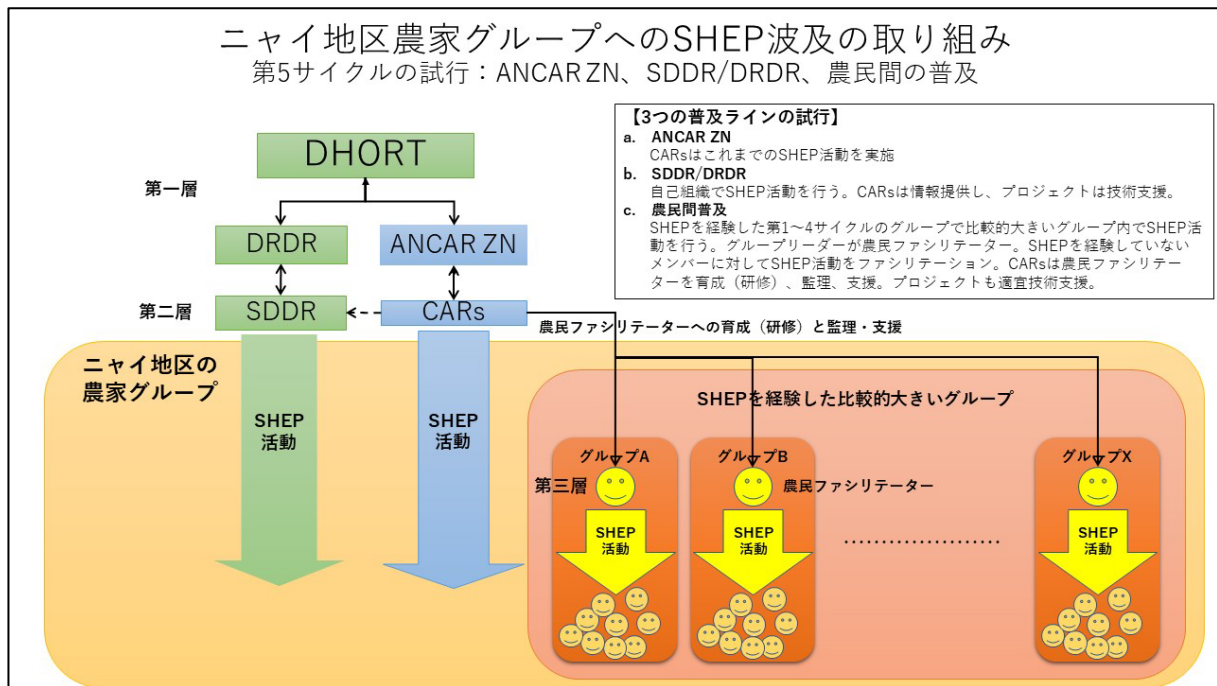 ニャイ地区農家グループへのSHEP波及の取り組み
第5サイクルの試行：ANCAR ZN、SDDR/DRDR、農民間の普及
【3つの普及ラインの試行】
a. ANCAR ZN
CARsはこれまでのSHEP活動を実施
b. SDDR/DRDR
自己組織でSHEP活動を行う。CARsは情報提供し、プロジェクトは技術支援。
c. 農民間普及
SHEPを経験した第1～4サイクルのグループで比較的大きいグループ内でSHEP活
動を行う。グループリーダーが農民ファシリテーター。SHEPを経験していない
メンバーに対してSHEP活動をファシリテーション。CARsは農民ファシリテー
ターを育成（研修）、監理、支援。プロジェクトも適宜技術支援。
DHORT
第一層
DRDR
ANCAR ZN
第二層
SDDR
CARs
農民ファシリテーターへの育成（研修）と監理・支援
ニャイ地区の
農家グループ
SHEP
活動
SHEP
活動
SHEPを経験した比較的大きいグループ
グループA
グループB
グループX
第三層
農民ファシリテーター
SHEP
活動
SHEP
活動
SHEP
活動
…………………